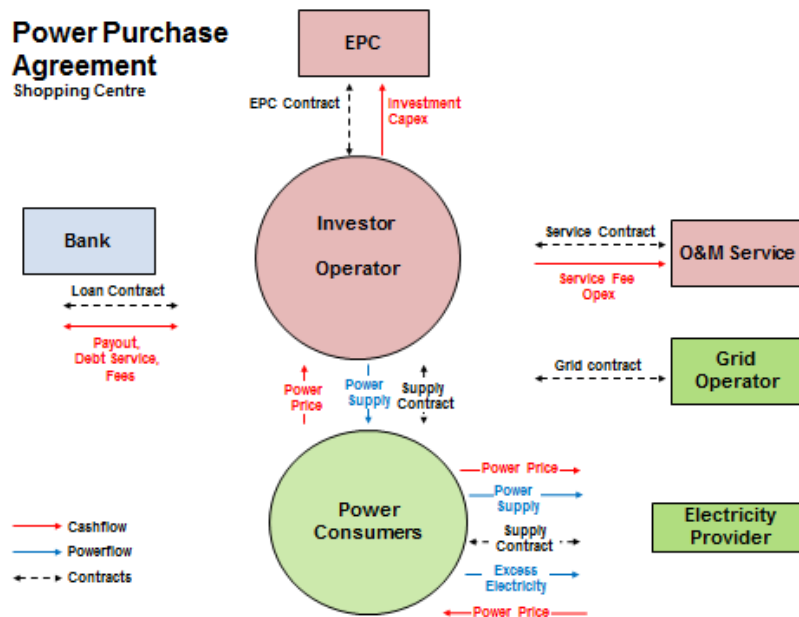 Power Purchase
Agreement
Shopping Centre
EPC
EPC Contract
Investment
Capex
Investor
Operator
Bank
Loan Contract
Payout,
Debt Service,
Fees
Service Contract
O&M Service
Service Fee
Opex
Grid contract
Grid
Operator
Power
Price
Power
Supply
Supply
Contract
Power
Consumers
Power Price
Power
Supply
Supply
Contract
Excess
Electricity
Power Price
Electricity
Provider
Cashflow
Powerflow
Contracts